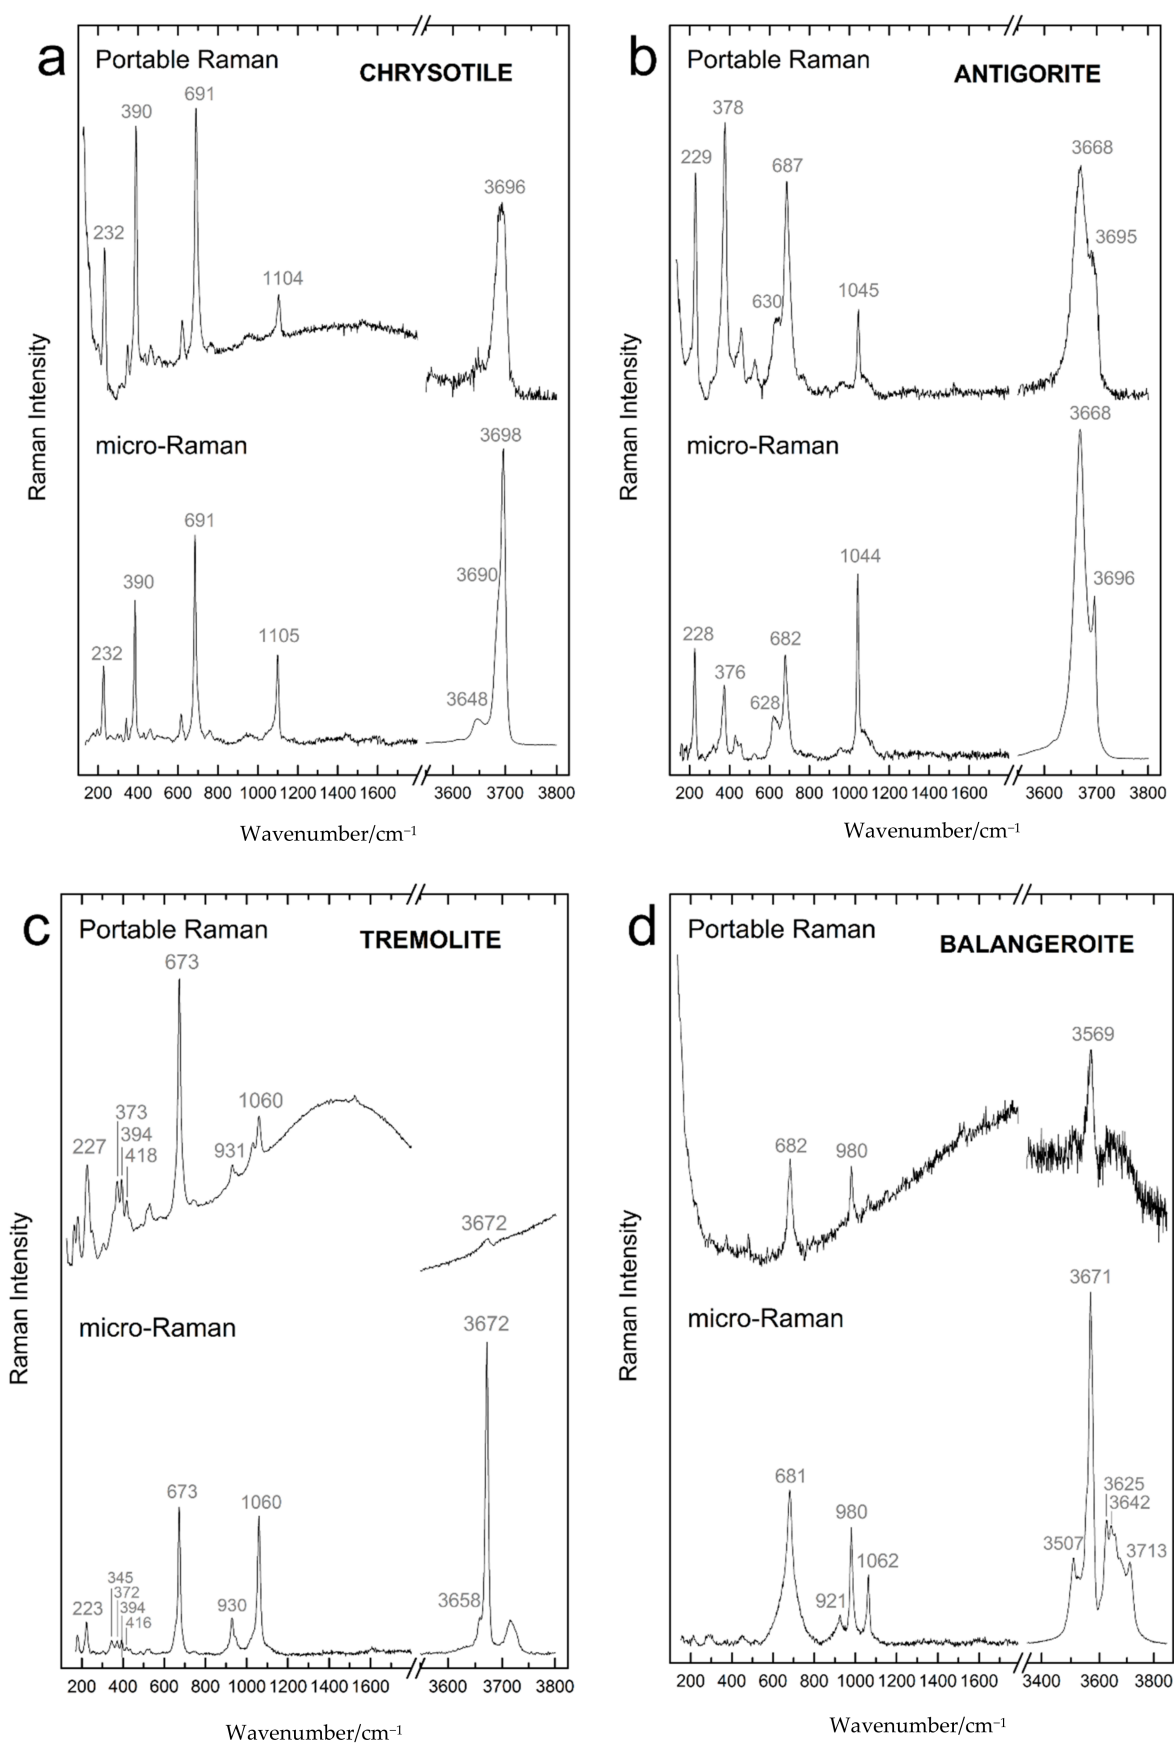 a
Portable Raman
CHRYSOTILE
691
390
3696
232
1104
Raman Intensity
micro-Raman
3698
691
390
3690
1105
232
3648
200 400 600 800 1000 1200 1400 1600 3600 3700 3800
Wavenumber/cm⁻¹
b
Portable Raman
ANTIGORITE
378
3668
229
687
3695
630
1045
Raman Intensity
micro-Raman
3668
1044
3696
228
682
376
628
200 400 600 800 1000 1200 1400 1600 3600 3700 3800
Wavenumber/cm⁻¹
c
Portable Raman
TREMOLITE
673
373
1060
394
227
931
418
3672
Raman Intensity
micro-Raman
3672
673
1060
345
372
3658
223
394
930
416
200 400 600 800 1000 1200 1400 1600 3600 3700 3800
Wavenumber/cm⁻¹
d
Portable Raman
BALANGEROITE
3569
682
980
Raman Intensity
3671
micro-Raman
681
3625
980
3642
3507
3713
1062
921
200 400 600 800 1000 1200 1400 1600 3400 3600 3800
Wavenumber/cm⁻¹